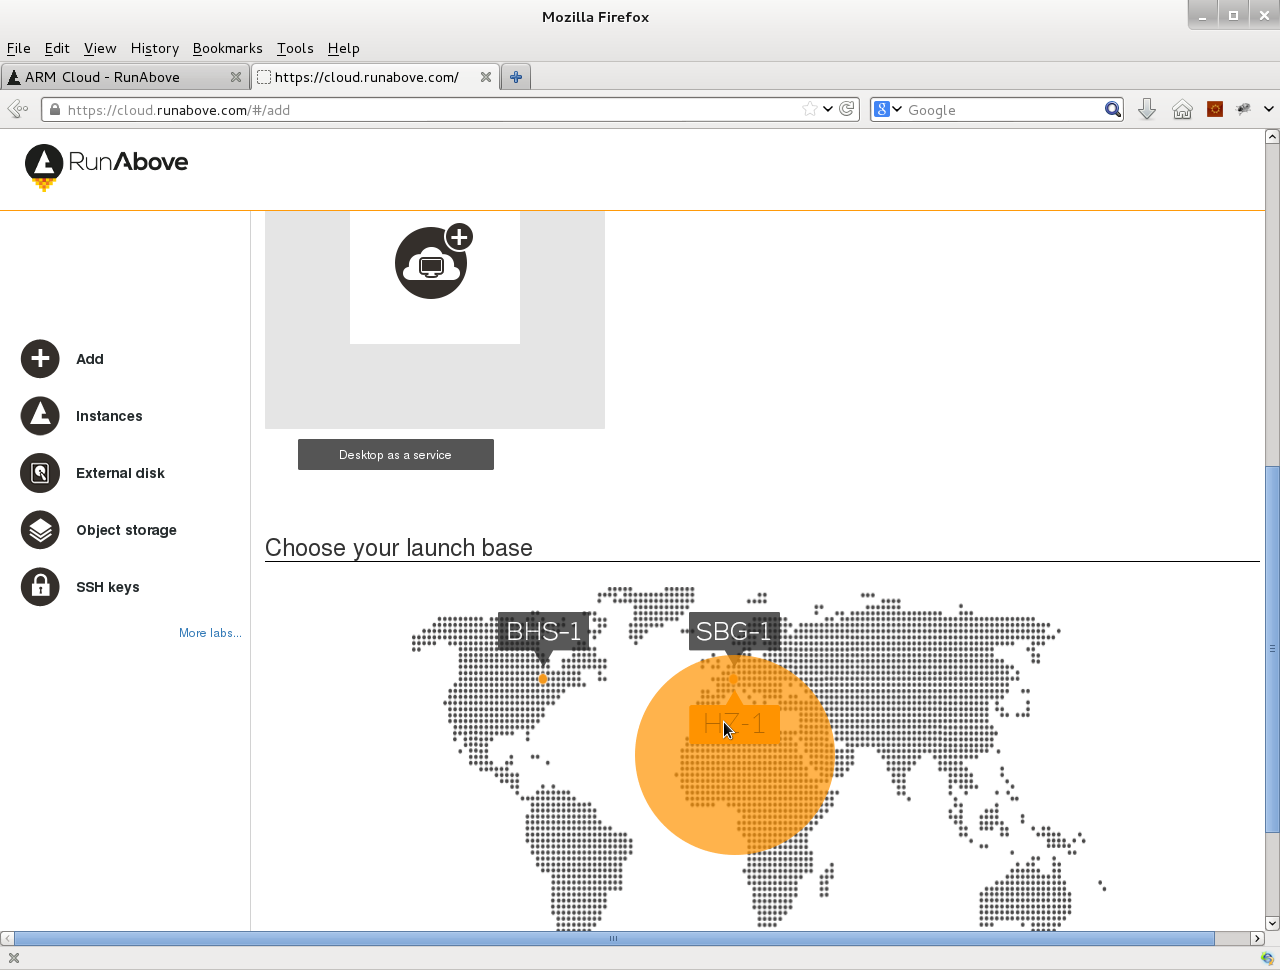 Mozilla Firefox
File Edit View History Bookmarks Tools Help
ARM Cloud - RunAbove
https://cloud.runabove.com/
https://cloud.runabove.com/#/add
8 Google
RunAbove
Add
Instances
External disk
Object storage
SSH keys
More labs...
Desktop as a service
Choose your launch base
BHS-1
SBG-1
HZ-1